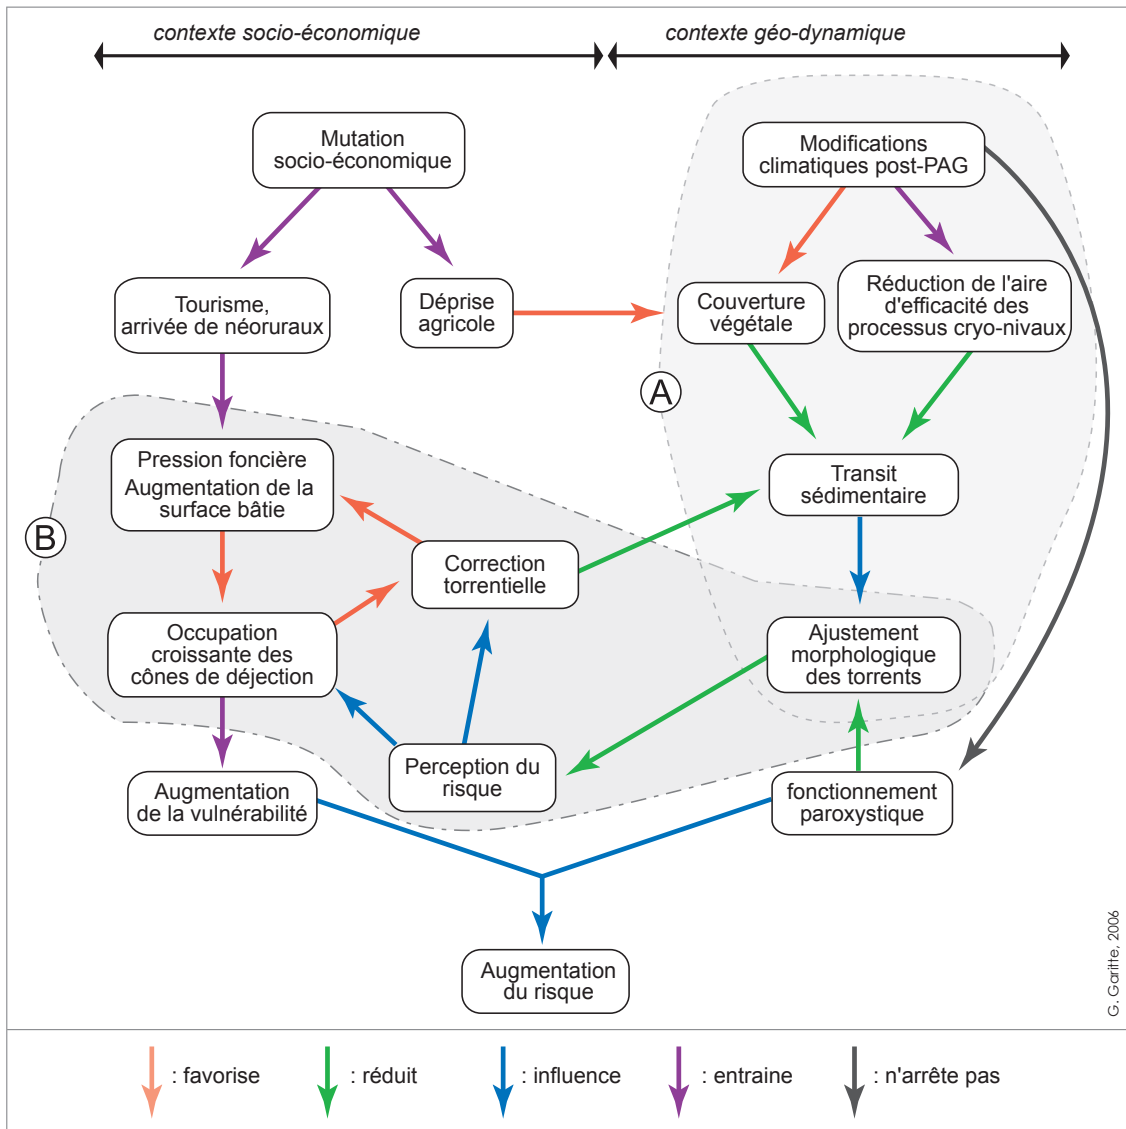 contexte socio-économique
contexte géo-dynamique
Mutation
socio-économique
Modifications
climatiques post-PAG
Tourisme,
arrivée de néoruraux
Déprise
agricole
Couverture
végétale
Réduction de l'aire
d'efficacité des
processus cryo-nivaux
A
Pression foncière
Augmentation de la
surface bâtie
Transit
sédimentaire
B
Correction
torrentielle
Occupation
croissante des
cônes de déjection
Ajustement
morphologique
des torrents
Perception du
risque
Augmentation
de la vulnérabilité
fonctionnement
paroxystique
Augmentation
du risque
G. Garitte, 2006
: favorise
: réduit
: influence
: entraine
: n'arrête pas